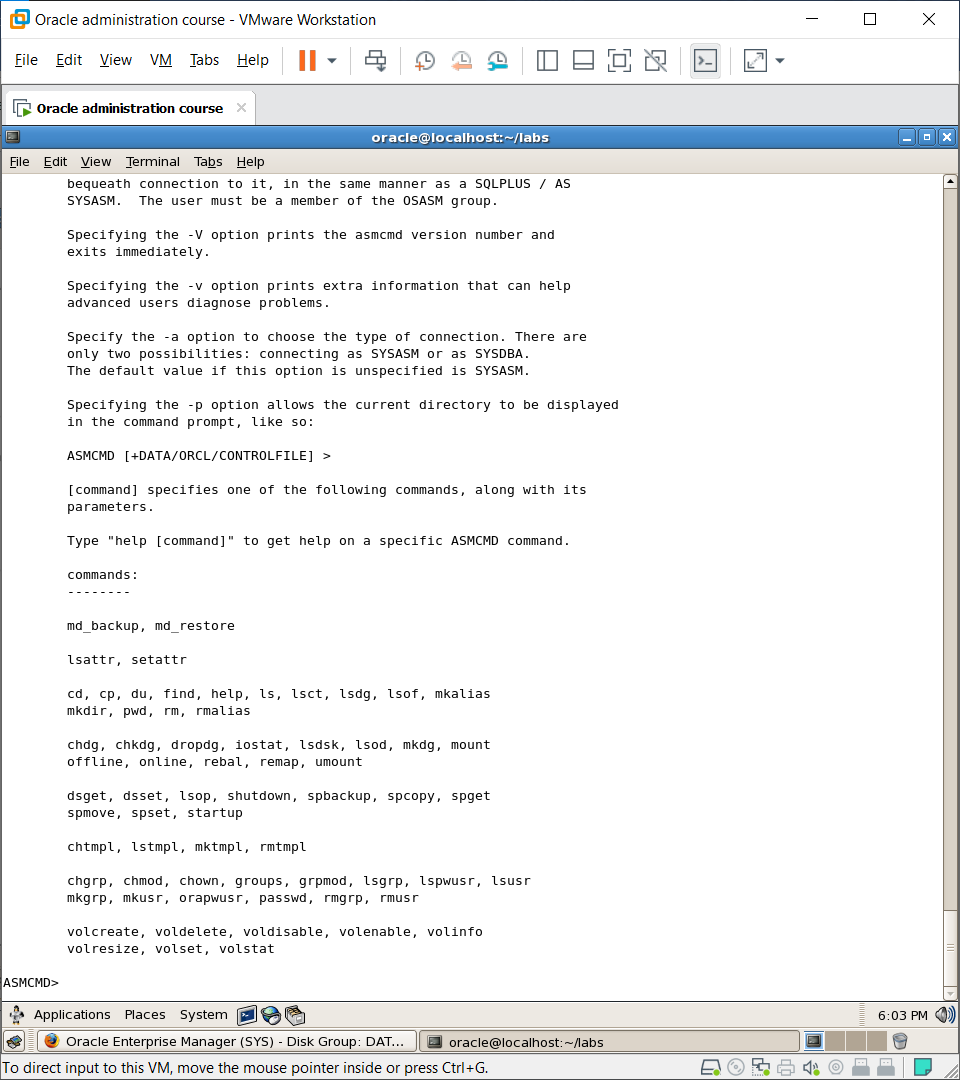 Oracle administration course - VMware Workstation
File Edit View VM Tabs Help
Oracle administration course
oracle@localhost:~/labs
File Edit View Terminal Tabs Help
bequeath connection to it, in the same manner as a SQLPLUS / AS
SYSASM.  The user must be a member of the OSASM group.
Specifying the -V option prints the asmcmd version number and
exits immediately.
Specifying the -v option prints extra information that can help
advanced users diagnose problems.
Specify the -a option to choose the type of connection. There are
only two possibilities: connecting as SYSASM or as SYSDBA.
The default value if this option is unspecified is SYSASM.
Specifying the -p option allows the current directory to be displayed
in the command prompt, like so:
ASMCMD [+DATA/ORCL/CONTROLFILE] >
[command] specifies one of the following commands, along with its
parameters.
Type "help [command]" to get help on a specific ASMCMD command.
commands:
--------
md_backup, md_restore
lsattr, setattr
cd, cp, du, find, help, ls, lsct, lsdg, lsof, mkalias
mkdir, pwd, rm, rmalias
chdg, chkdg, dropdg, iostat, lsdsk, lsod, mkdg, mount
offline, online, rebal, remap, umount
dsget, dsset, lsop, shutdown, spbackup, spcopy, spget
spmove, spset, startup
chtmpl, lstmpl, mktmpl, rmtmpl
chgrp, chmod, chown, groups, grpmod, lsgrp, lspwusr, lsusr
mkgrp, mkusr, orapwusr, passwd, rmgrp, rmusr
volcreate, voldelete, voldisable, volenable, volinfo
volresize, volset, volstat
ASMCMD>
Applications Places System 6:03 PM
Oracle Enterprise Manager (SYS) - Disk Group: DAT... oracle@localhost:~/labs
To direct input to this VM, move the mouse pointer inside or press Ctrl+G.